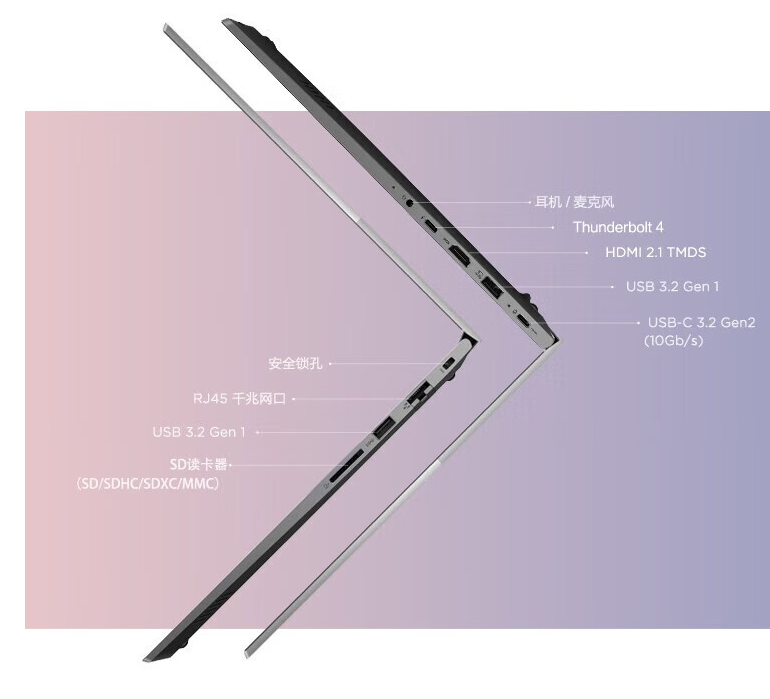 耳机 / 麦克风
Thunderbolt 4
HDMI 2.1 TMDS
USB 3.2 Gen 1
USB-C 3.2 Gen2
(10Gb/s)
安全锁孔
RJ45 千兆网口
USB 3.2 Gen 1
SD读卡器
（SD/SDHC/SDXC/MMC）